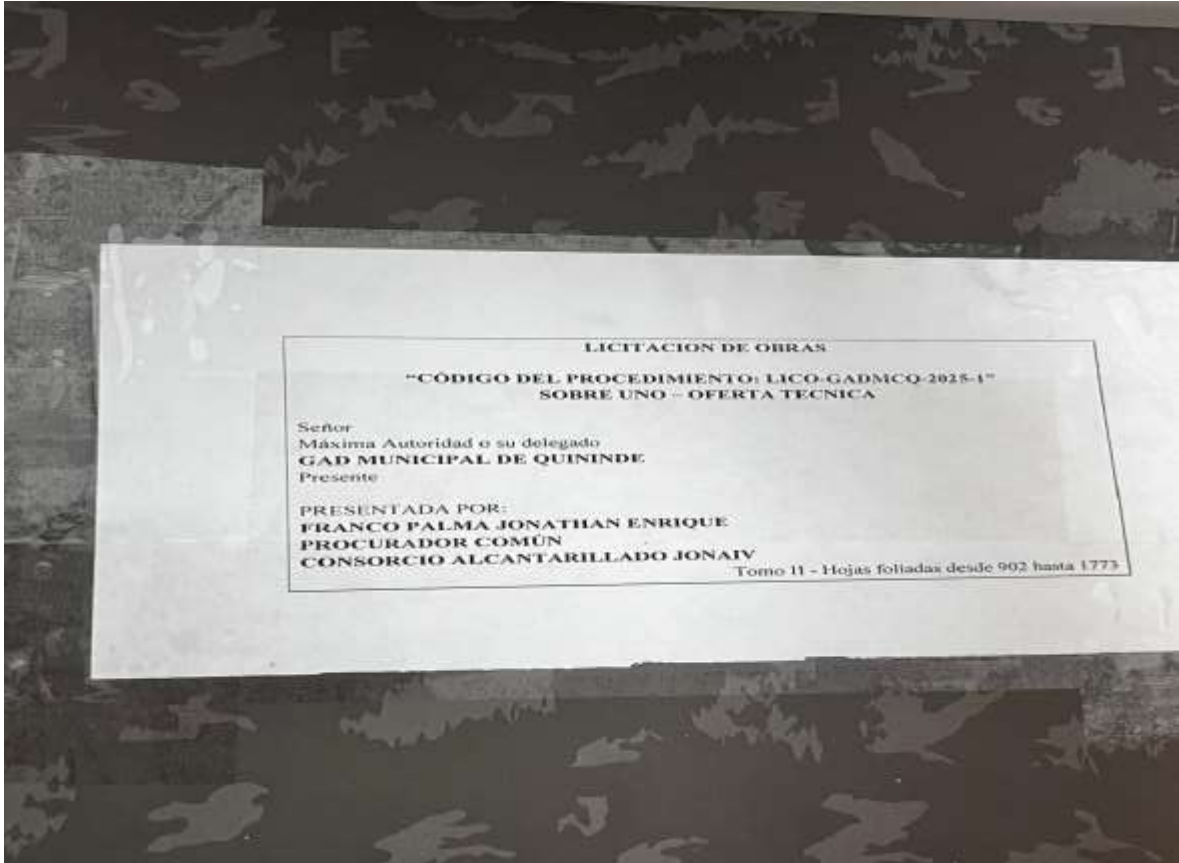 LICITACION DE OBRAS
“CÓDIGO DEL PROCEDIMIENTO: LICO-GADMCQ-2025-1”
SOBRE UNO – OFERTA TECNICA
Señor
Máxima Autoridad o su delegado
GAD MUNICIPAL DE QUININDE
Presente
PRESENTADA POR:
FRANCO PALMA JONATHAN ENRIQUE
PROCURADOR COMÚN
CONSORCIO ALCANTARILLADO JONAIV
Tomo II - Hojas foliadas desde 902 hasta 1773